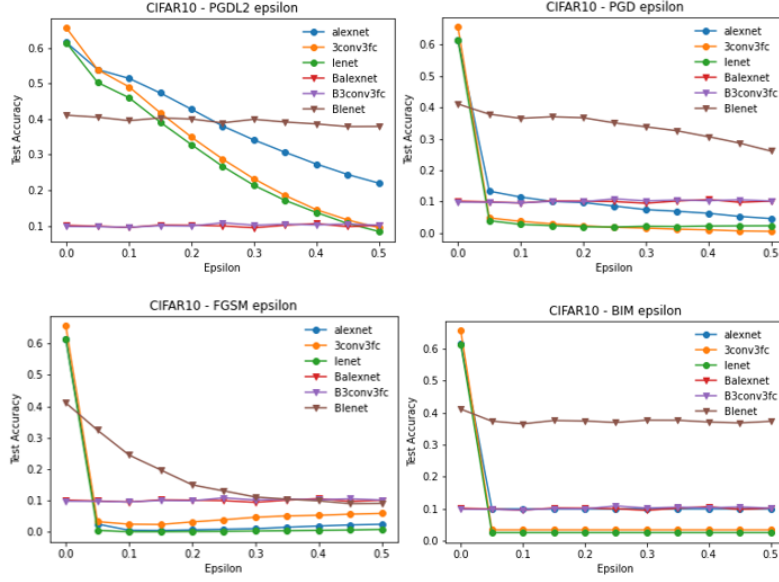 CIFAR10 - PGDL2 epsilon
Test Accuracy
0.6
0.5
0.4
0.3
0.2
0.1
alexnet
3conv3fc
lenet
Balexnet
B3conv3fc
Blenet
0.0
0.1
0.2
0.3
0.4
0.5
Epsilon
CIFAR10 - PGD epsilon
Test Accuracy
0.6
0.5
0.4
0.3
0.2
0.1
0.0
alexnet
3conv3fc
lenet
Balexnet
B3conv3fc
Blenet
0.0
0.1
0.2
0.3
0.4
0.5
Epsilon
CIFAR10 - FGSM epsilon
Test Accuracy
0.6
0.5
0.4
0.3
0.2
0.1
0.0
alexnet
3conv3fc
lenet
Balexnet
B3conv3fc
Blenet
0.0
0.1
0.2
0.3
0.4
0.5
Epsilon
CIFAR10 - BIM epsilon
Test Accuracy
0.6
0.5
0.4
0.3
0.2
0.1
0.0
alexnet
3conv3fc
lenet
Balexnet
B3conv3fc
Blenet
0.0
0.1
0.2
0.3
0.4
0.5
Epsilon